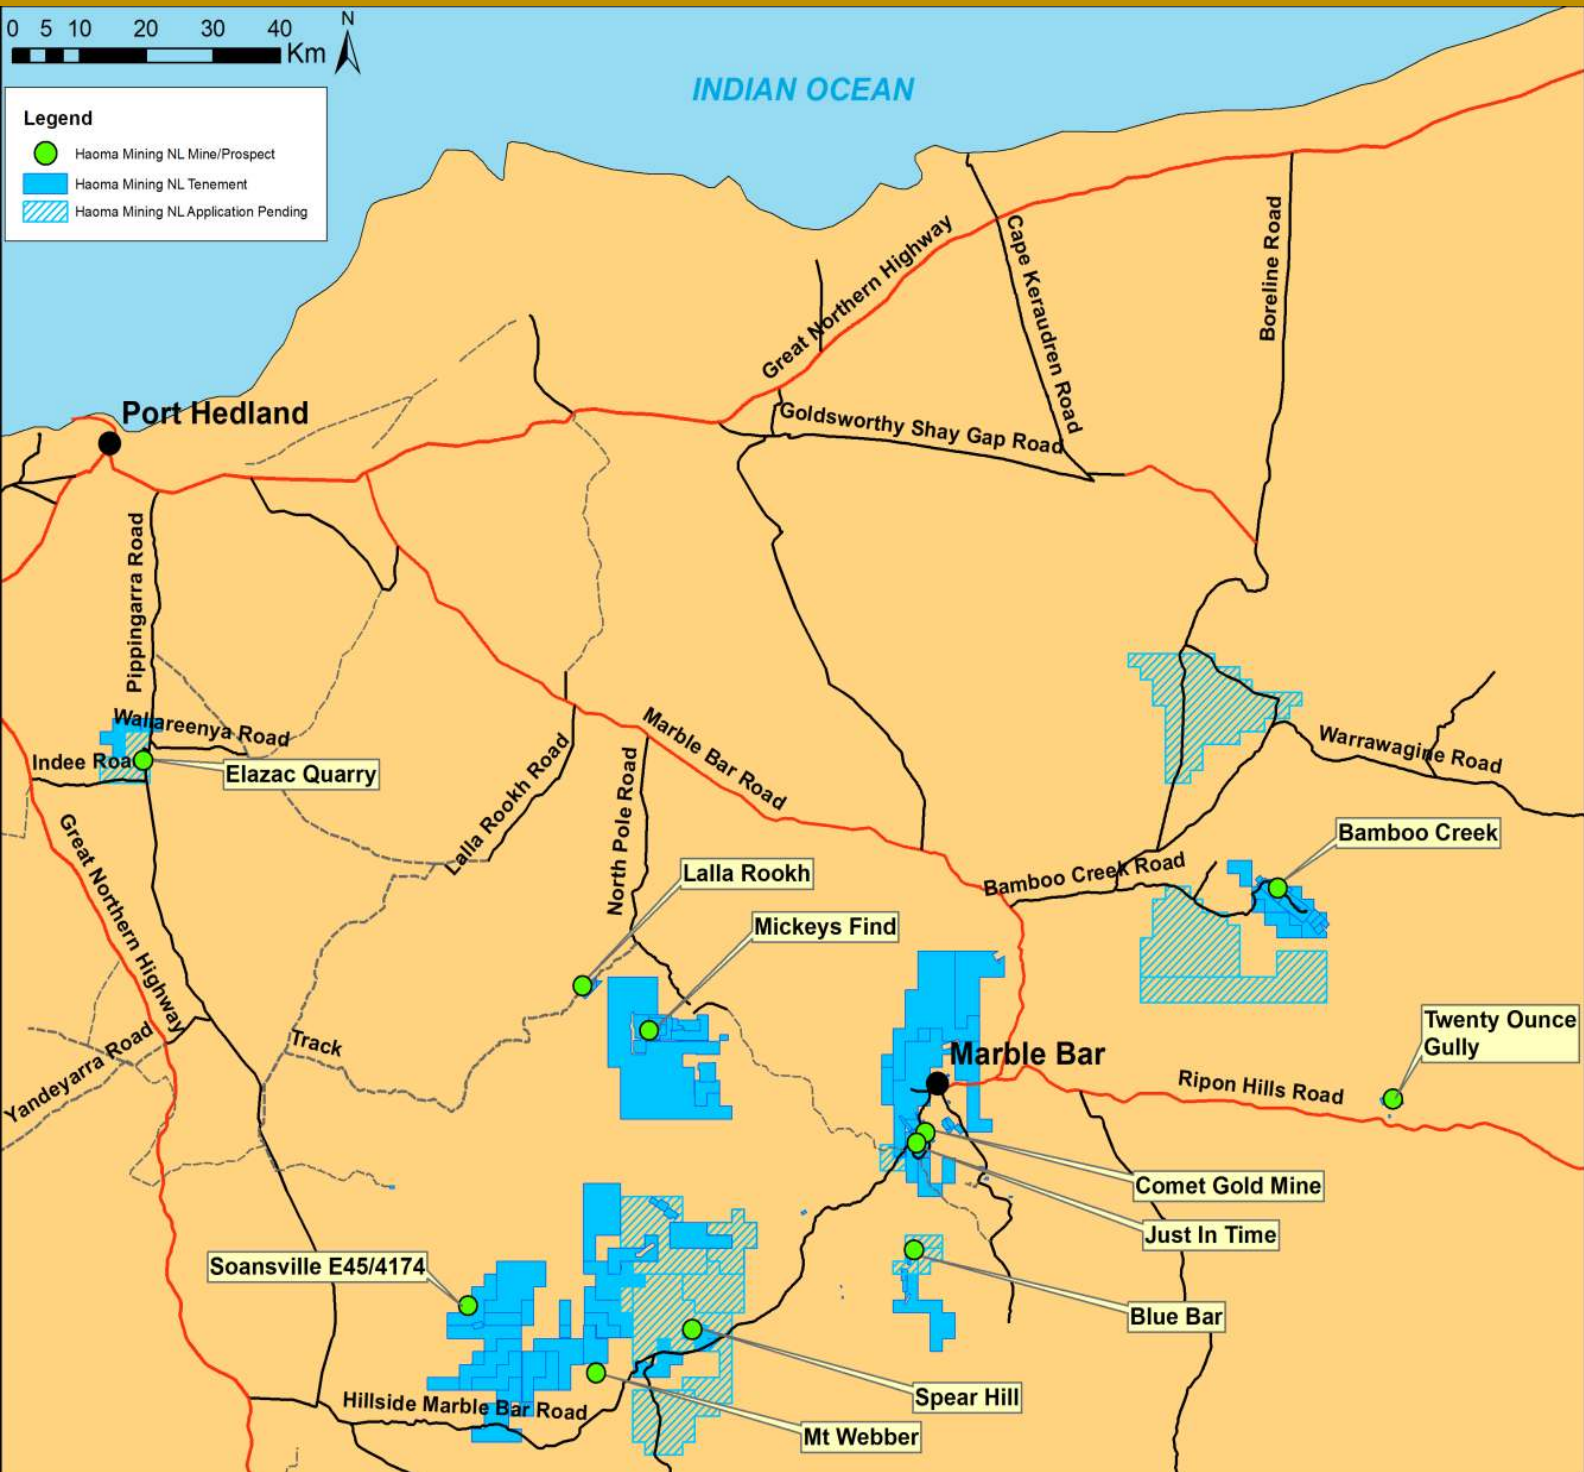 0 5 10 20 30 40
Km
N
INDIAN OCEAN
Legend
Haoma Mining NL Mine/Prospect
Haoma Mining NL Tenement
Haoma Mining NL Application Pending
Boreline Road
Cape Keraudren Road
Great Northern Highway
Port Hedland
Goldsworthy Shay Gap Road
Pippingarra Road
Wallareenya Road
Marble Bar Road
Indee Roa
Elazac Quarry
Lalla Rookh Road
North Pole Road
Warrawagine Road
Bamboo Creek
Great Northern Highway
Bamboo Creek Road
Lalla Rookh
Mickeys Find
Twenty Ounce
Gully
Track
Marble Bar
Yandeyarra Road
Ripon Hills Road
Comet Gold Mine
Just In Time
Soansville E45/4174
Blue Bar
Spear Hill
Hillside Marble Bar Road
Mt Webber